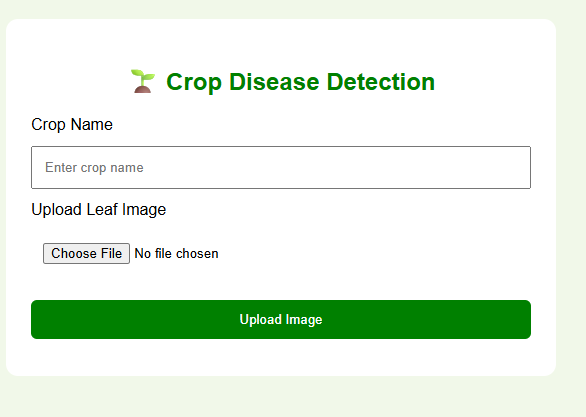 Crop Disease Detection
Crop Name
Enter crop name
Upload Leaf Image
Choose File No file chosen
Upload Image